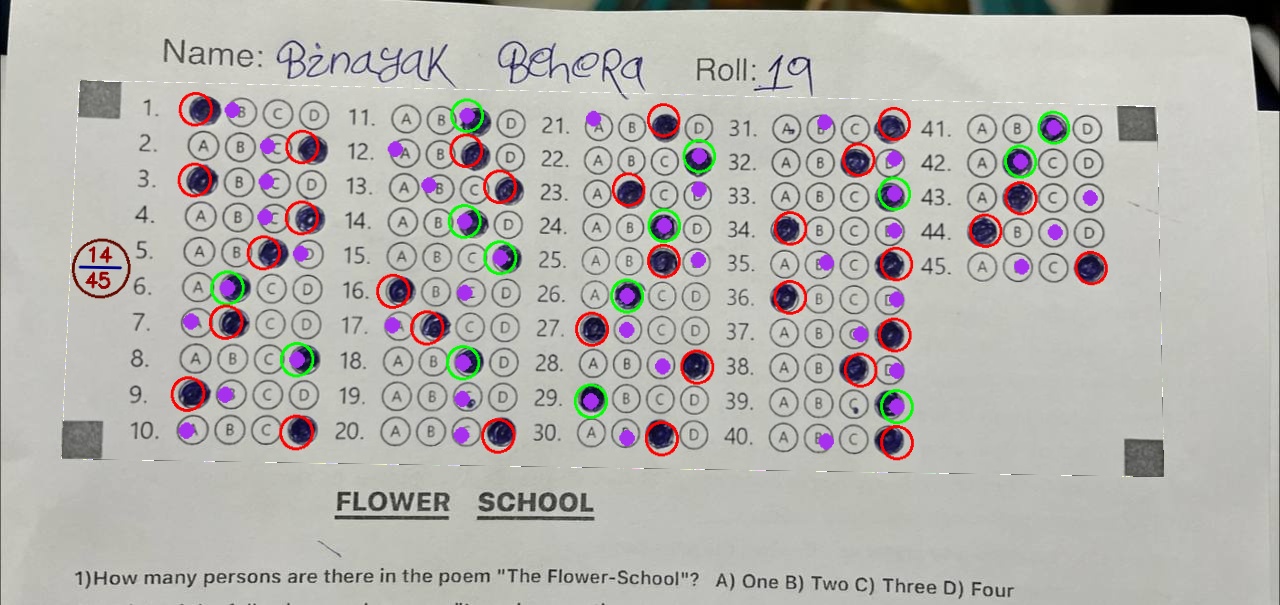 Name: Binayak Behera Roll: 19
1. A B C D 11. A B C D 21. A B C D 31. A B C D 41. A B C D
2. A B C D 12. A B C D 22. A B C D 32. A B C D 42. A B C D
3. A B C D 13. A B C D 23. A B C D 33. A B C D 43. A B C D
4. A B C D 14. A B C D 24. A B C D 34. A B C D 44. A B C D
5. A B C D 15. A B C D 25. A B C D 35. A B C D 45. A B C D
14
45
6. A B C D 16. A B C D 26. A B C D 36. A B C D
7. A B C D 17. A B C D 27. A B C D 37. A B C D
8. A B C D 18. A B C D 28. A B C D 38. A B C D
9. A B C D 19. A B C D 29. A B C D 39. A B C D
10. A B C D 20. A B C D 30. A B C D 40. A B C D
FLOWER SCHOOL
1)How many persons are there in the poem "The Flower-School"? A) One B) Two C) Three D) Four